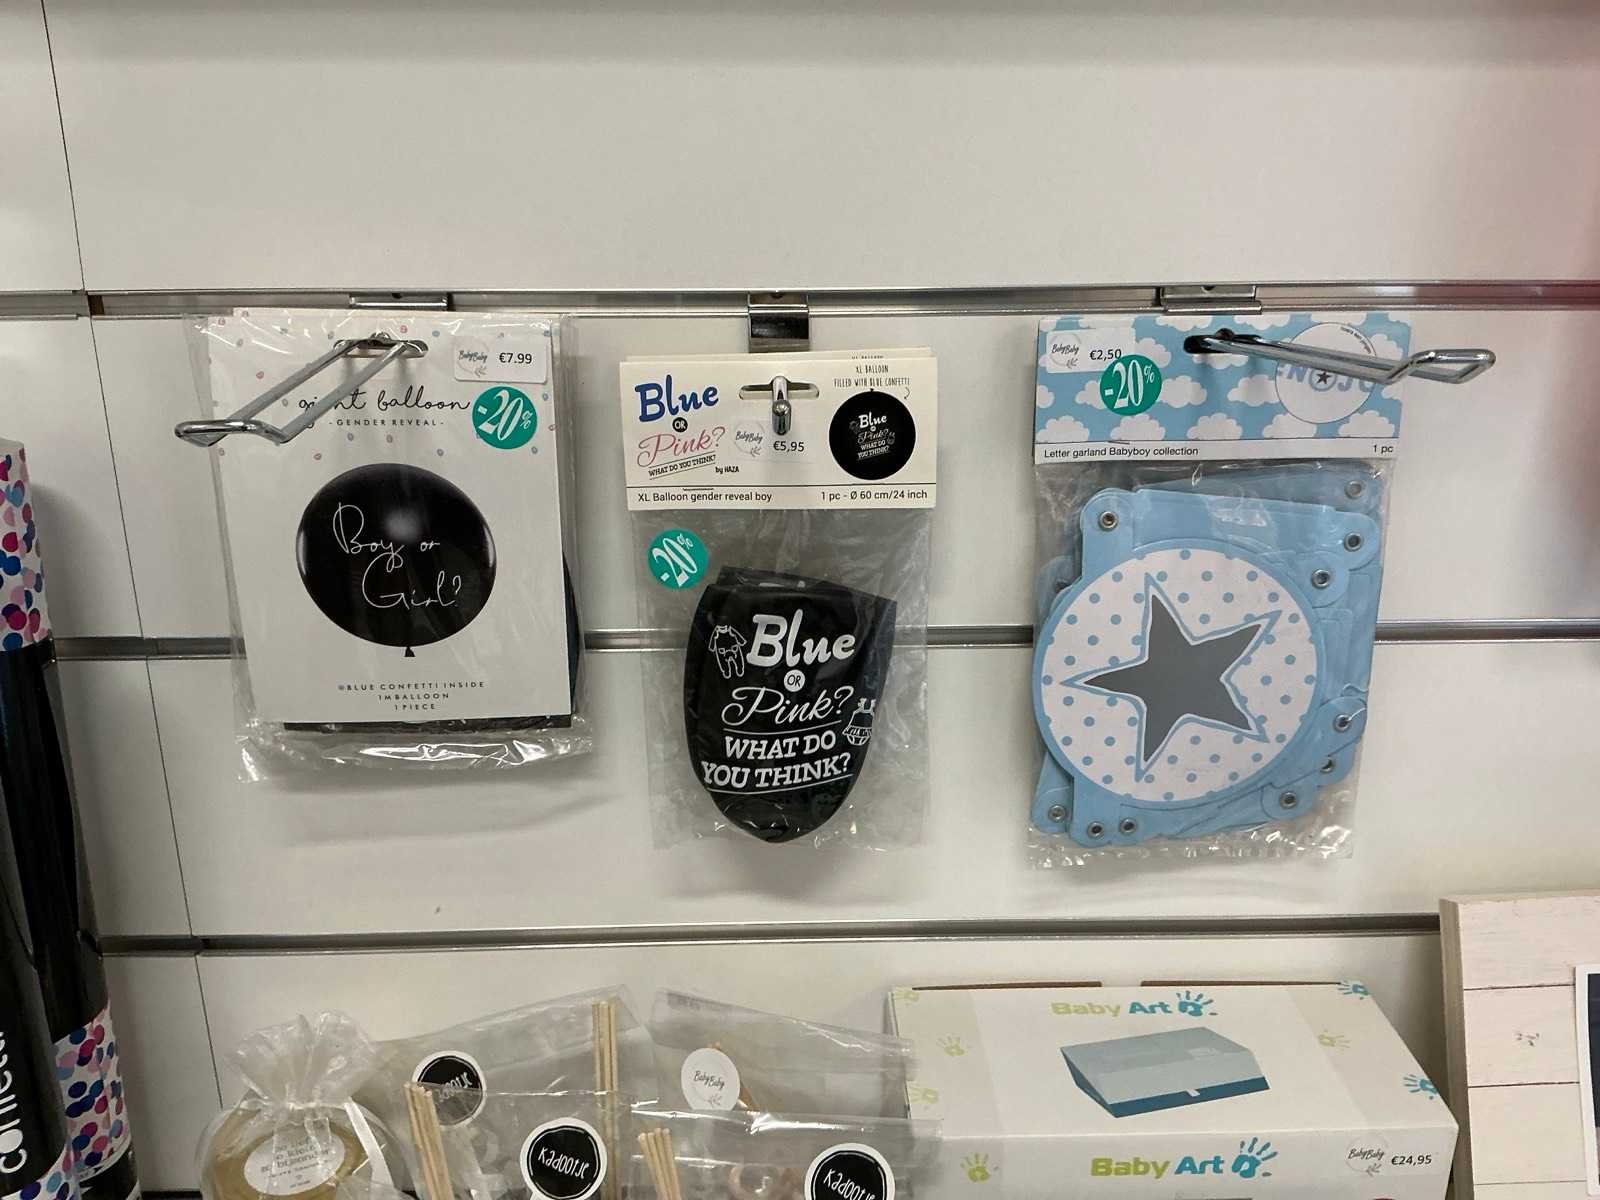 giant balloon
- GENDER REVEAL -
BabyBaby
€7.99
-20%
Boy or
Girl?
BLUE CONFETTI INSIDE
1M BALLOON
1 PIECE
Blue
OR
Pink?
WHAT DO YOU THINK?
by HAZA
BabyBaby
€5,95
XL BALLOON
FILLED WITH BLUE CONFETTI
Blue
or
Pink?
WHAT DO
YOU THINK?
XL Balloon gender reveal boy
1 pc - Ø 60 cm/24 inch
-20%
Blue
OR
Pink?
WHAT DO
YOU THINK?
BabyBaby
€2,50
-20%
Letter garland Babyboy collection
1 pc
Kadootje
BabyBaby
Kadootje
Kadootje
Baby Art
Baby Art
BabyBaby
€24,95